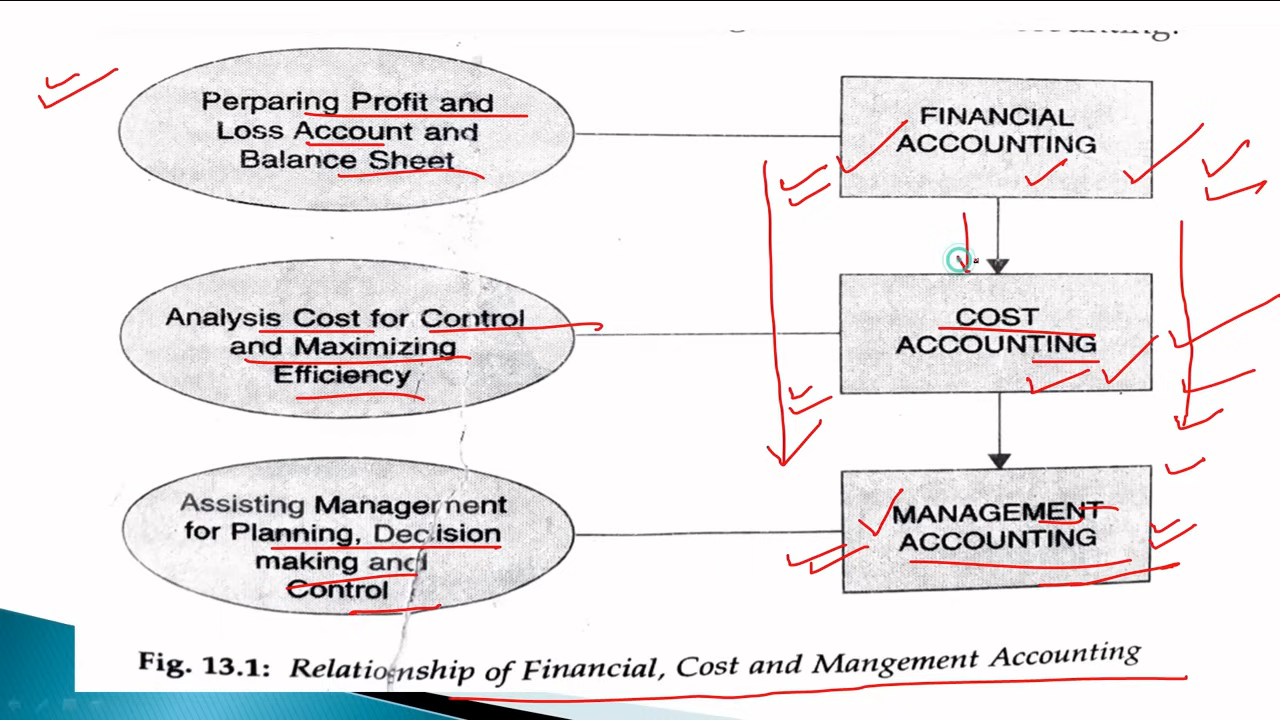 Perparing Profit and
Loss Account and
Balance Sheet
FINANCIAL
ACCOUNTING
Analysis Cost for Control
and Maximizing
Efficiency
COST
ACCOUNTING
Assisting Management
for Planning, Decision
making and
Control
MANAGEMENT
ACCOUNTING
Fig. 13.1: Relationship of Financial, Cost and Mangement Accounting